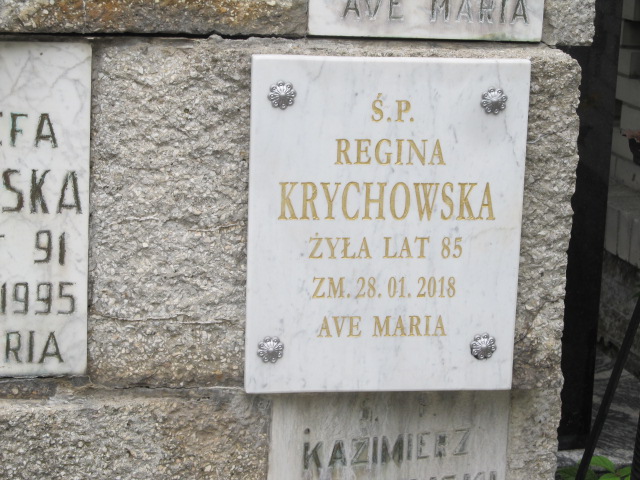 AVE MARIA
EFA
SKA
91
1995
RIA
Ś.P.
REGINA
KRYCHOWSKA
ŻYŁA LAT 85
ZM. 28.01.2018
AVE MARIA
KAZIMIERZ